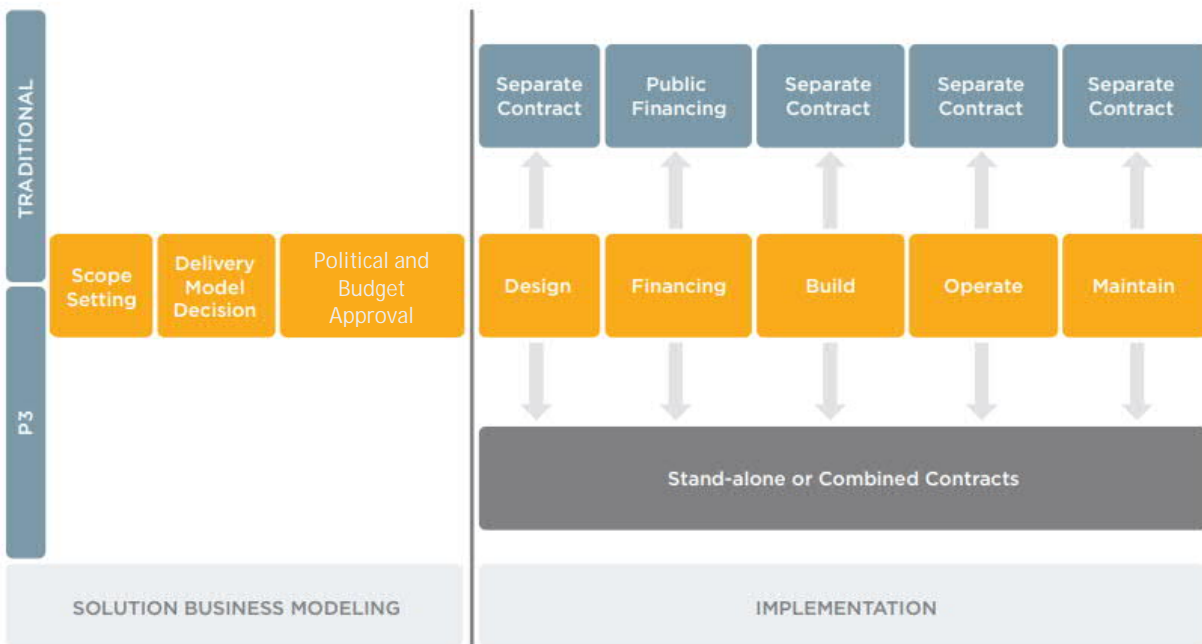 TRADITIONAL
Separate
Contract
Public
Financing
Separate
Contract
Separate
Contract
Separate
Contract
Scope
Setting
Delivery
Model
Decision
Political and
Budget
Approval
Design
Financing
Build
Operate
Maintain
P3
Stand-alone or Combined Contracts
SOLUTION BUSINESS MODELING
IMPLEMENTATION